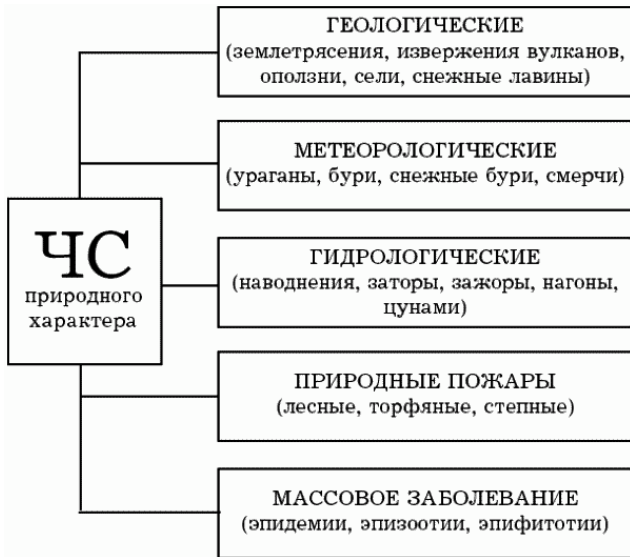 ГЕОЛОГИЧЕСКИЕ
(землетрясения, извержения вулканов,
оползни, сели, снежные лавины)
МЕТЕОРОЛОГИЧЕСКИЕ
(ураганы, бури, снежные бури, смерчи)
ЧС
природного
характера
ГИДРОЛОГИЧЕСКИЕ
(наводнения, заторы, зажоры, нагоны,
цунами)
ПРИРОДНЫЕ ПОЖАРЫ
(лесные, торфяные, степные)
МАССОВОЕ ЗАБОЛЕВАНИЕ
(эпидемии, эпизоотии, эпифитотии)